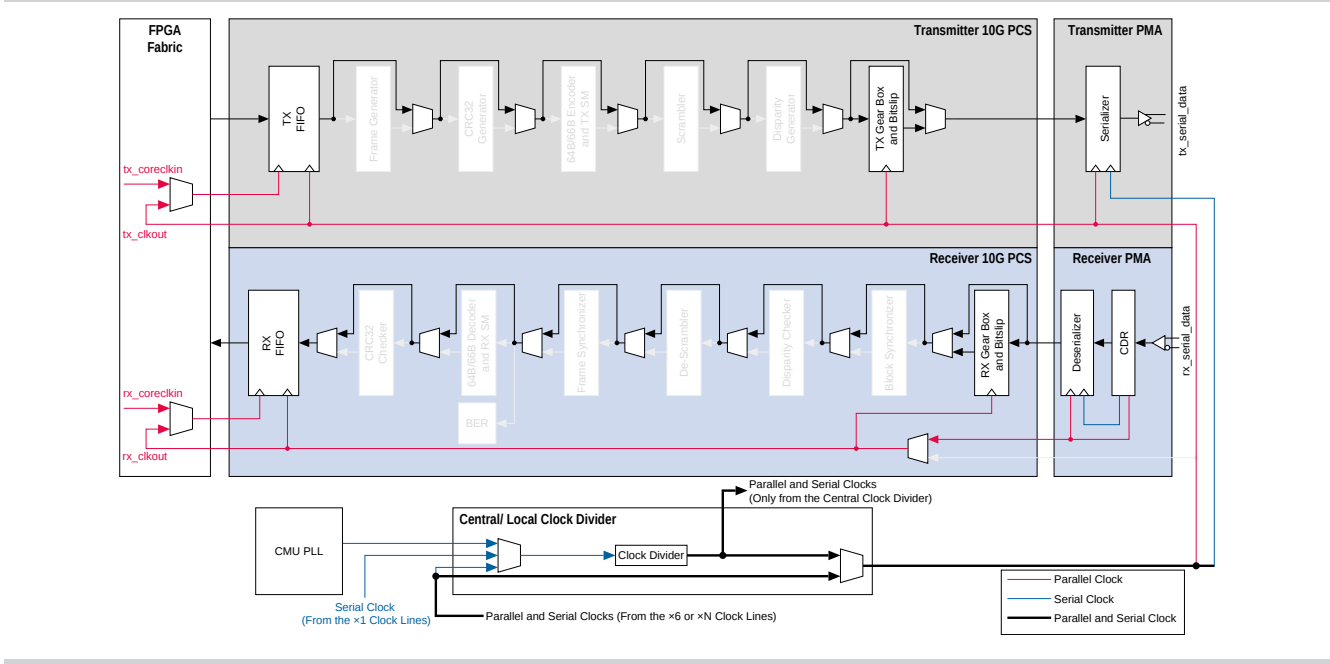 FPGA
Fabric
Transmitter 10G PCS
Transmitter PMA
TX
FIFO
Frame Generator
CRC32
Generator
64B/66B Encoder
and TX SM
Scrambler
Disparity
Generator
TX Gear Box
and Bitslip
Serializer
tx_serial_data
tx_coreclkin
tx_clkout
Receiver 10G PCS
Receiver PMA
RX
FIFO
CRC32
Checker
64B/66B Decoder
and RX SM
Frame Synchronizer
De-Scrambler
Disparity Checker
Block Synchronizer
RX Gear Box
and Bitslip
Deserializer
CDR
rx_serial_data
rx_coreclkin
BER
rx_clkout
Parallel and Serial Clocks
(Only from the Central Clock Divider)
Central/ Local Clock Divider
CMU PLL
Clock Divider
Serial Clock
(From the ×1 Clock Lines)
Parallel and Serial Clocks (From the ×6 or ×N Clock Lines)
Parallel Clock
Serial Clock
Parallel and Serial Clock